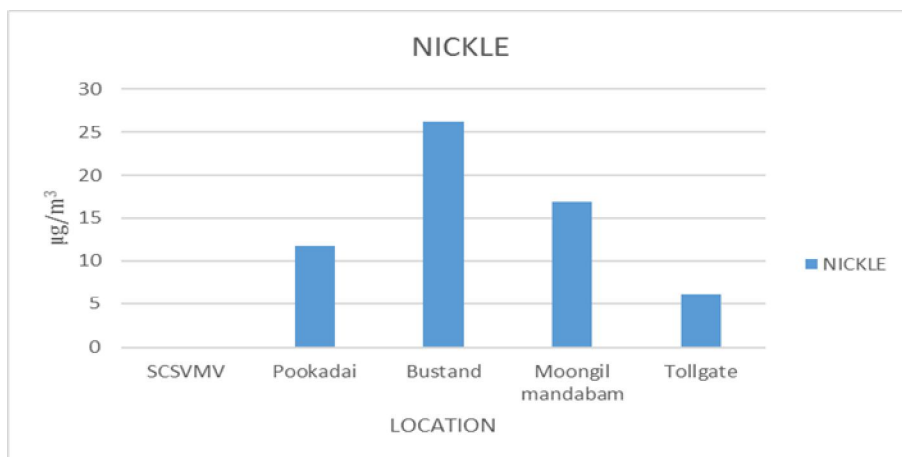 NICKLE
30
25
20
15
10
5
0
µg/m³
SCSVMV
Pookadai
Bustand
Moongil
mandabam
Tollgate
LOCATION
NICKLE